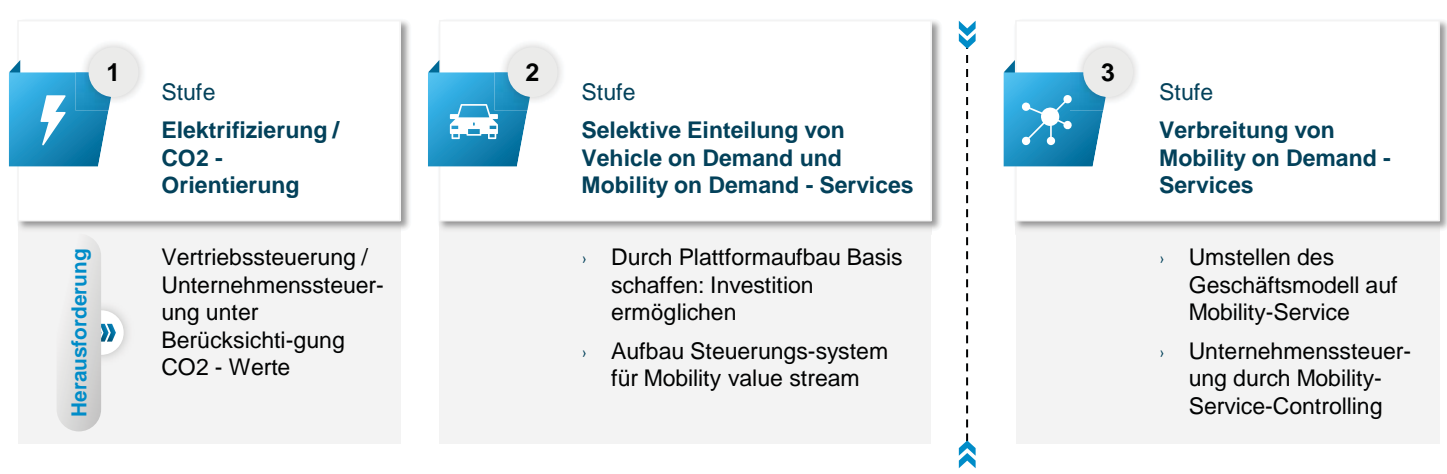 1
Stufe
Elektrifizierung /
CO2 -
Orientierung
Herausforderung
Vertriebssteuerung /
Unternehmenssteuer-
ung unter
Berücksichti-gung
CO2 - Werte
2
Stufe
Selektive Einteilung von
Vehicle on Demand und
Mobility on Demand - Services
› Durch Plattformaufbau Basis
schaffen: Investition
ermöglichen
› Aufbau Steuerungs-system
für Mobility value stream
3
Stufe
Verbreitung von
Mobility on Demand -
Services
› Umstellen des
Geschäftsmodell auf
Mobility-Service
› Unternehmenssteuer-
ung durch Mobility-
Service-Controlling